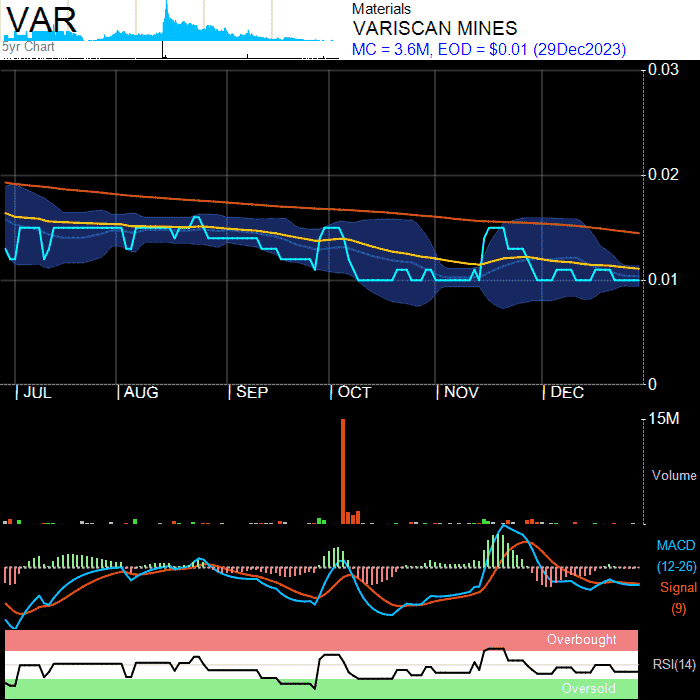 VAR
5yr Chart
Materials
VARISCAN MINES
MC = 3.6M, EOD = $0.01 (29Dec2023)
0.03
0.02
0.01
0
JUL AUG SEP OCT NOV DEC
15M
Volume
MACD
(12-26)
Signal
(9)
Overbought
RSI(14)
Oversold